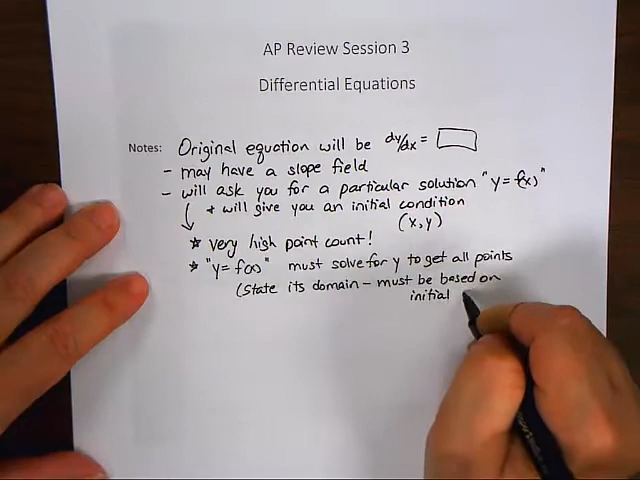 AP Review Session 3
Differential Equations
Notes: Original equation will be dy/dx =
- may have a slope field
- will ask you for a particular solution "y = f(x)"
+ will give you an initial condition
(x, y)
* very high point count!
* "y = f(x)" must solve for y to get all points
(State its domain - must be based on
initial